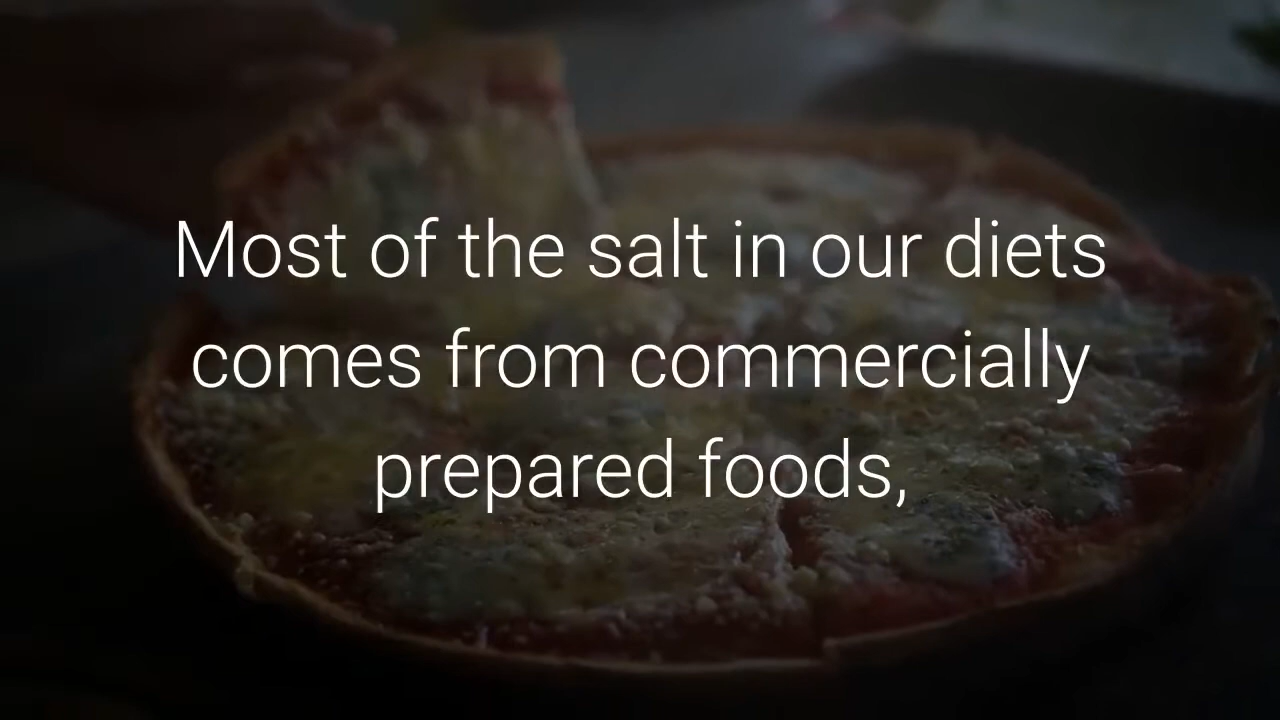 Most of the salt in our diets
comes from commercially
prepared foods,